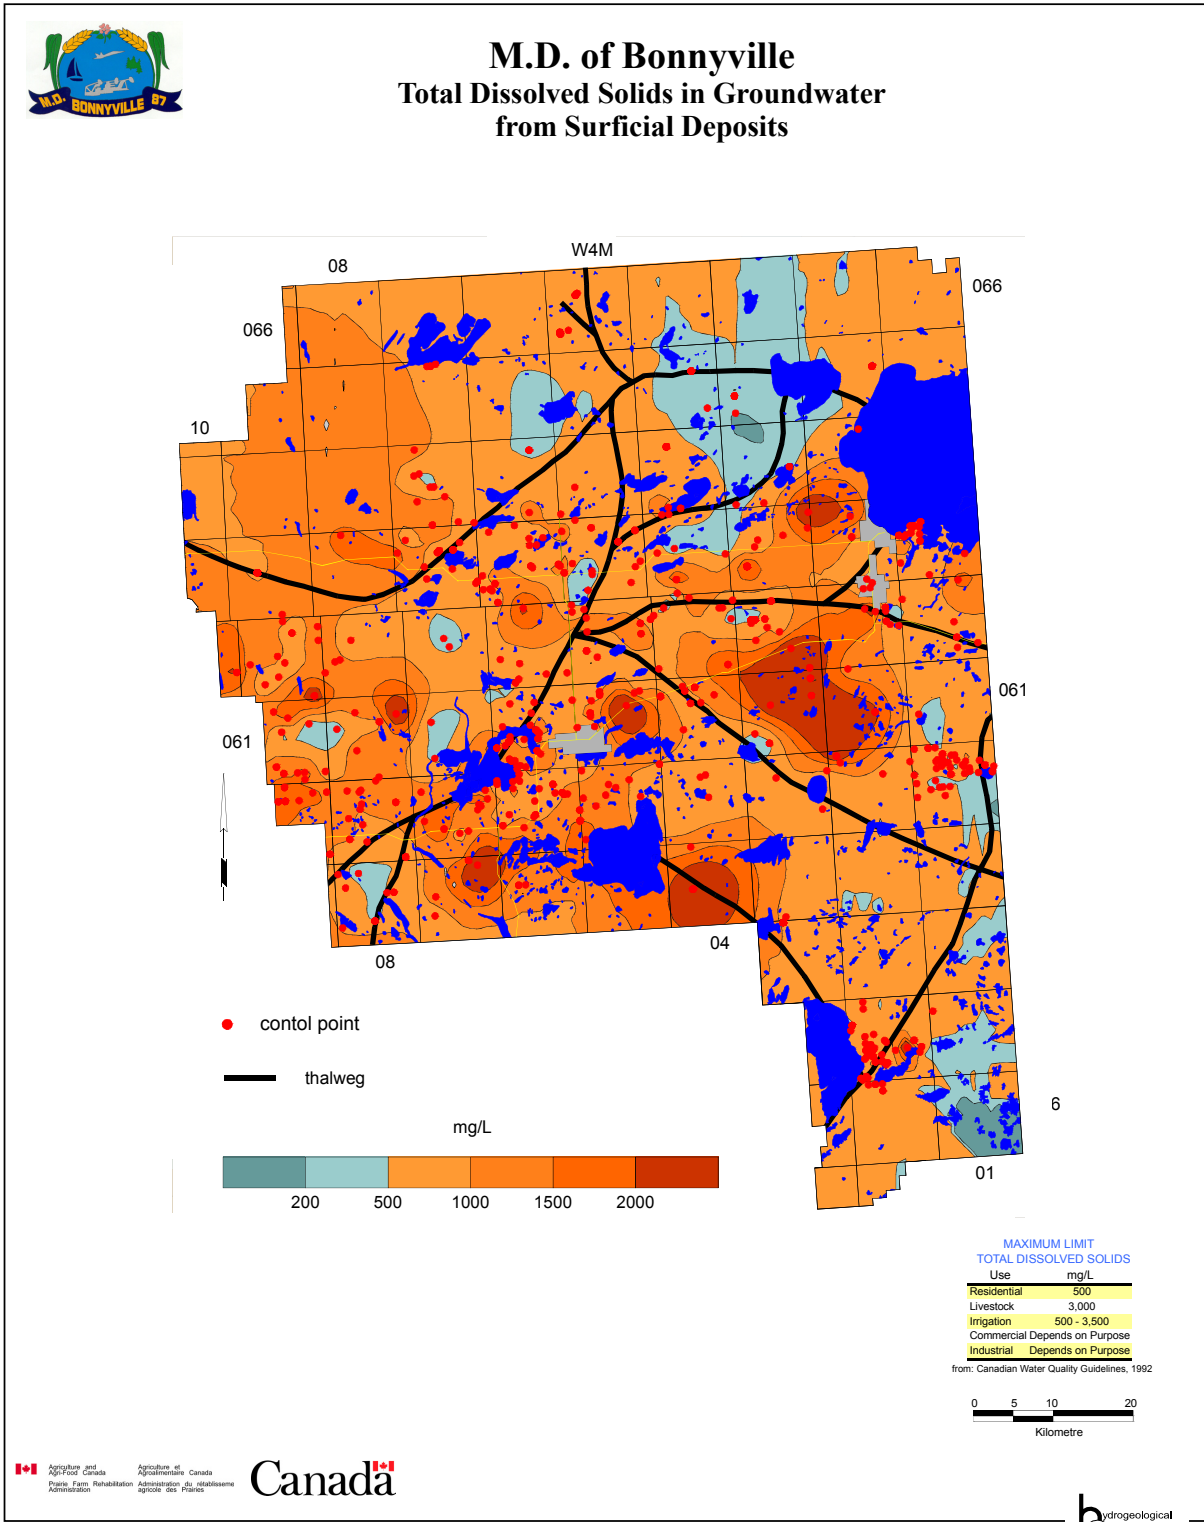 M.D. BONNYVILLE 87
M.D. of Bonnyville
Total Dissolved Solids in Groundwater
from Surficial Deposits
W4M
08
066
066
10
061
061
04
08
contol point
thalweg
6
mg/L
01
200 500 1000 1500 2000
MAXIMUM LIMIT
TOTAL DISSOLVED SOLIDS
Use mg/L
Residential 500
Livestock 3,000
Irrigation 500 - 3,500
Commercial Depends on Purpose
Industrial Depends on Purpose
from: Canadian Water Quality Guidelines, 1992
0 5 10 20
Kilometre
Agriculture and
Agri-Food Canada
Prairie Farm Rehabilitation
Administration
Agriculture et
Agroalimentaire Canada
Administration du rétablisseme
agricole des Prairies
Canada
hydrogeological